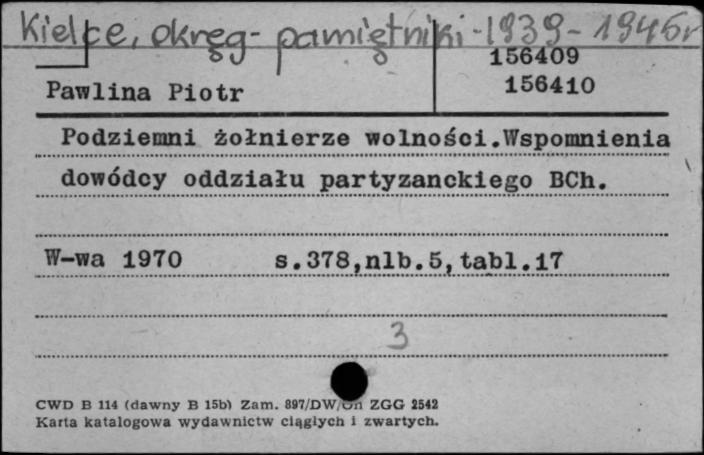 Kielce, okręg - pamiętniki - 1939 - 1945r
156409
Pawlina Piotr 156410
Podziemni żołnierze wolności.Wspomnienia
dowódcy oddziału partyzanckiego BCh.
W-wa 1970 s.378,nlb.5,tabl.17
3
CWD B 114 (dawny B 15b) Zam. 897/DW/Un ZGG 2542
Karta katalogowa wydawnictw ciągłych i zwartych.